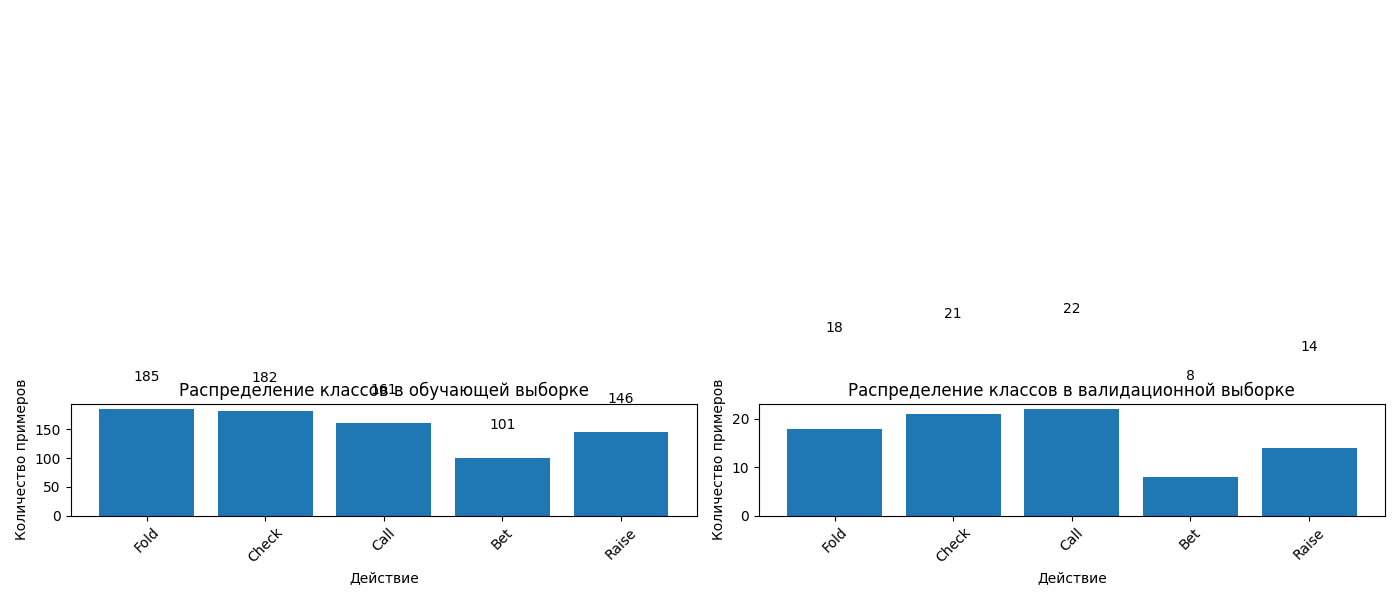 185
182
161
101
146
Распределение классов в обучающей выборке
Количество примеров
150
100
50
0
Fold
Check
Call
Bet
Raise
Действие
18
21
22
8
14
Распределение классов в валидационной выборке
Количество примеров
20
10
0
Fold
Check
Call
Bet
Raise
Действие